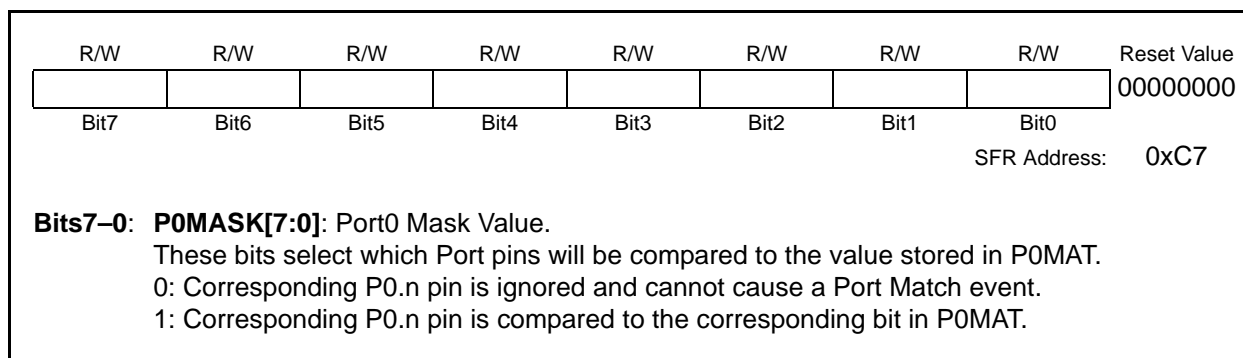 R/W R/W R/W R/W R/W R/W R/W R/W Reset Value
00000000
Bit7 Bit6 Bit5 Bit4 Bit3 Bit2 Bit1 Bit0
SFR Address: 0xC7
Bits7–0: P0MASK[7:0]: Port0 Mask Value.
These bits select which Port pins will be compared to the value stored in P0MAT.
0: Corresponding P0.n pin is ignored and cannot cause a Port Match event.
1: Corresponding P0.n pin is compared to the corresponding bit in P0MAT.